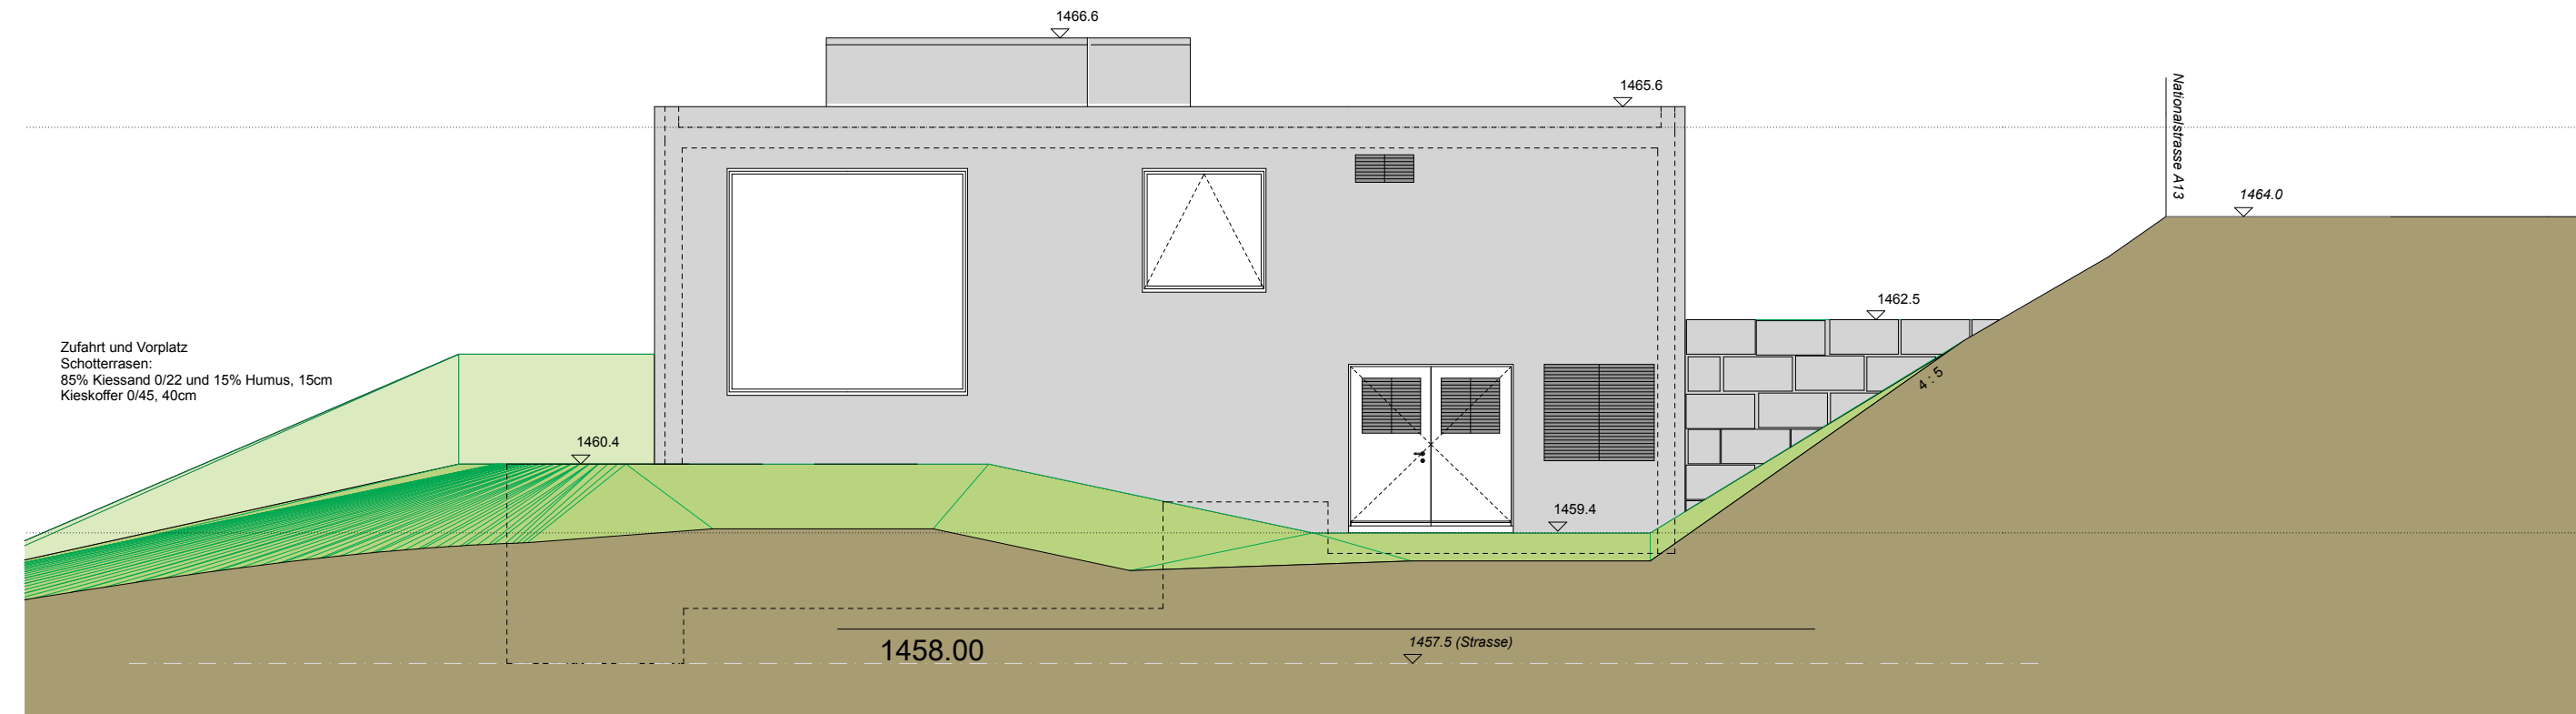 1466.6
1465.6
Nationalstrasse A13
1464.0
1462.5
Zufahrt und Vorplatz
Schotterrasen:
85% Kiessand 0/22 und 15% Humus, 15cm
Kieskoffer 0/45, 40cm
4 : 5
1460.4
1459.4
1458.00
1457.5 (Strasse)